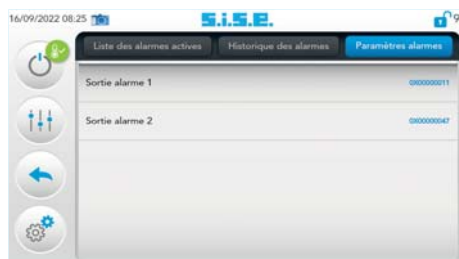 16/09/2022 08:25 S.i.S.E. 9
Liste des alarmes actives Historique des alarmes Paramètres alarmes
Sortie alarme 1 0X00000011
Sortie alarme 2 0X00000047